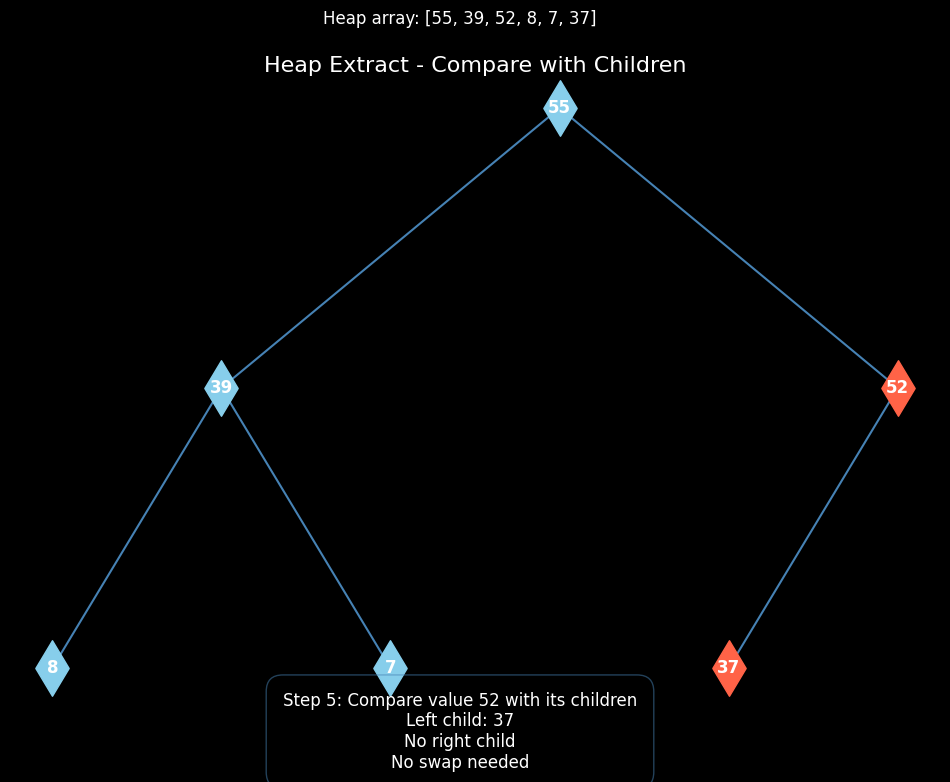 Heap array: [55, 39, 52, 8, 7, 37]
Heap Extract - Compare with Children
55
39
52
8
7
37
Step 5: Compare value 52 with its children
Left child: 37
No right child
No swap needed